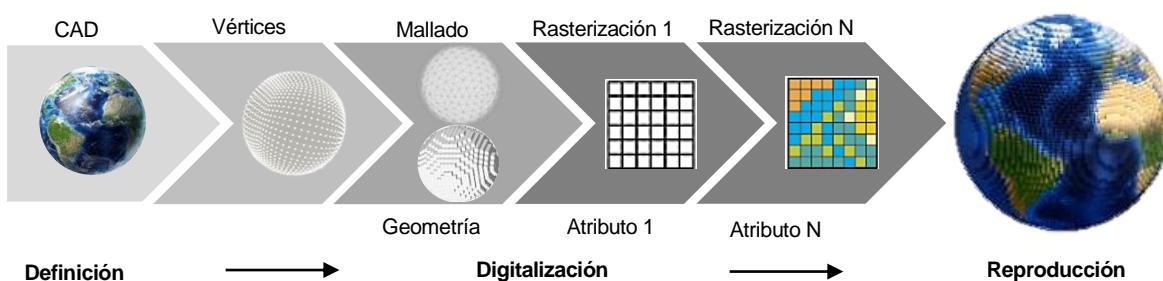 CAD
Vértices
Mallado
Rasterización 1
Rasterización N
Geometría
Atributo 1
Atributo N
Definición
Digitalización
Reproducción